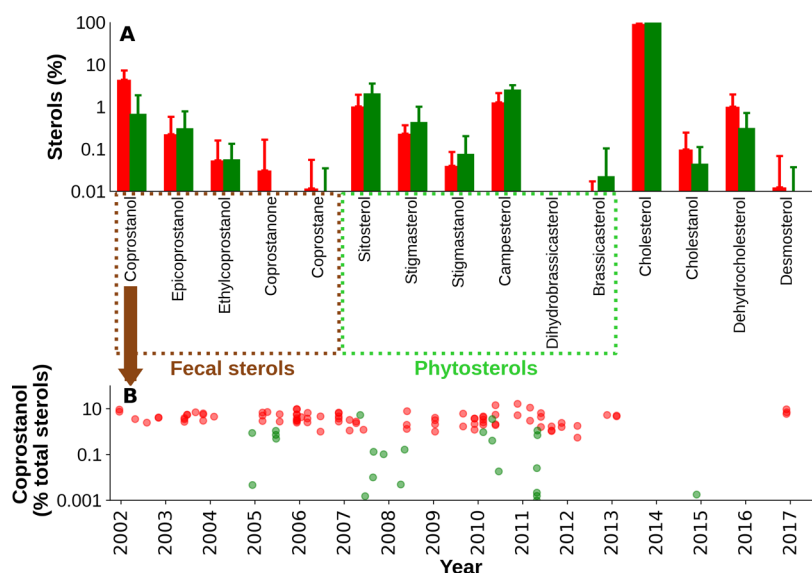 A
Sterols (%)
100
10
1
0.1
0.01
Coprostanol
Epicoprostanol
Ethylcoprostanol
Coprostanone
Coprostane
Sitosterol
Stigmasterol
Stigmastanol
Campesterol
Dihydrobrassicasterol
Brassicasterol
Cholesterol
Cholestanol
Dehydrocholesterol
Desmosterol
Fecal sterols
Phytosterols
B
Coprostanol
(% total sterols)
10
0.1
0.001
2002
2003
2004
2005
2006
2007
2008
2009
2010
2011
2012
2013
2014
2015
2016
2017
Year